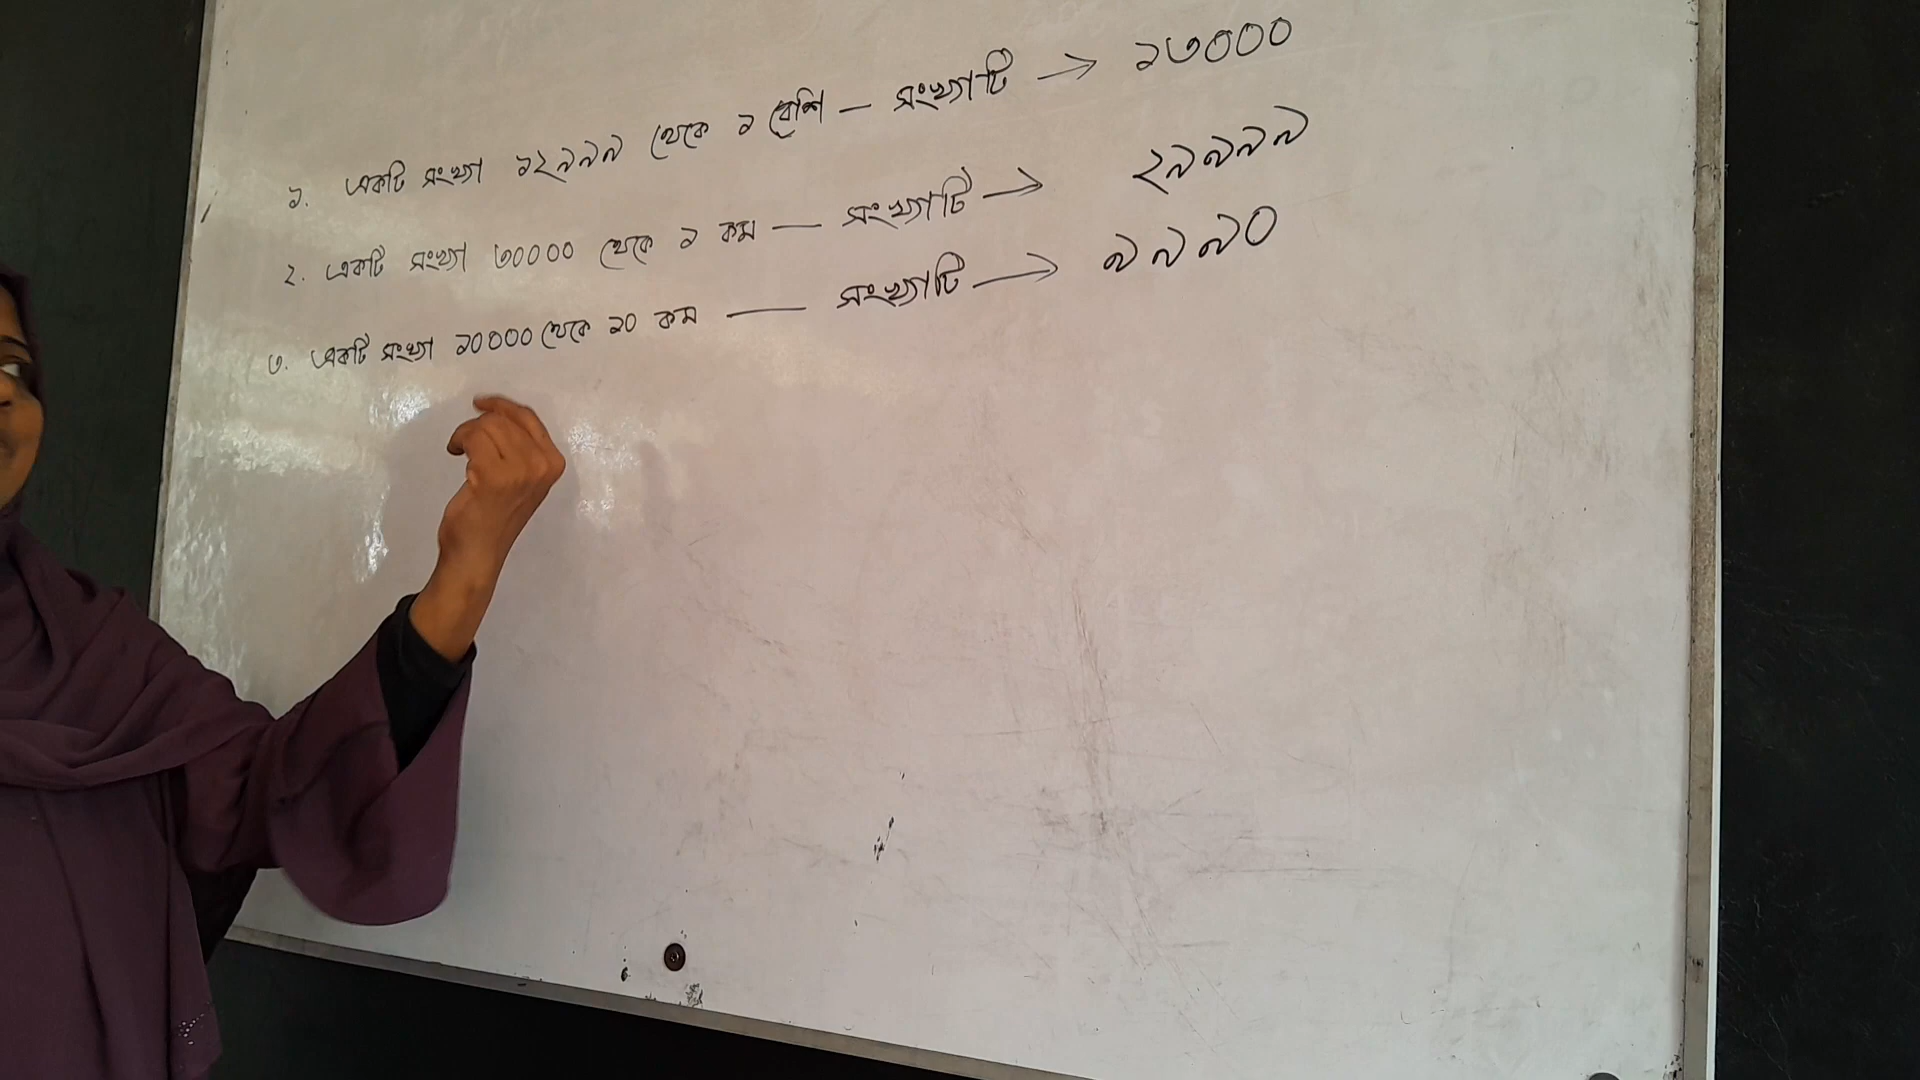 ১. একটি সংখ্যা ১২৯৯৯ থেকে ১ বেশি — সংখ্যাটি → ১৩০০০
২. একটি সংখ্যা ৩০০০০ থেকে ১ কম — সংখ্যাটি → ২৯৯৯৯
৩. একটি সংখ্যা ১০০০০ থেকে ১০ কম — সংখ্যাটি → ৯৯৯০